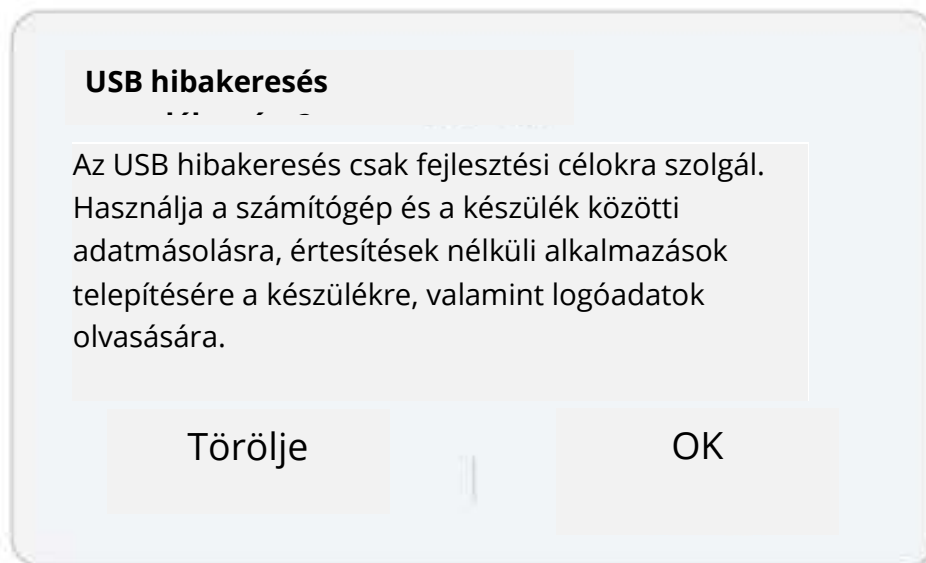 USB hibakeresés
Az USB hibakeresés csak fejlesztési célokra szolgál.
Használja a számítógép és a készülék közötti
adatmásolásra, értesítések nélküli alkalmazások
telepítésére a készülékre, valamint logóadatok
olvasására.
Törölje
OK